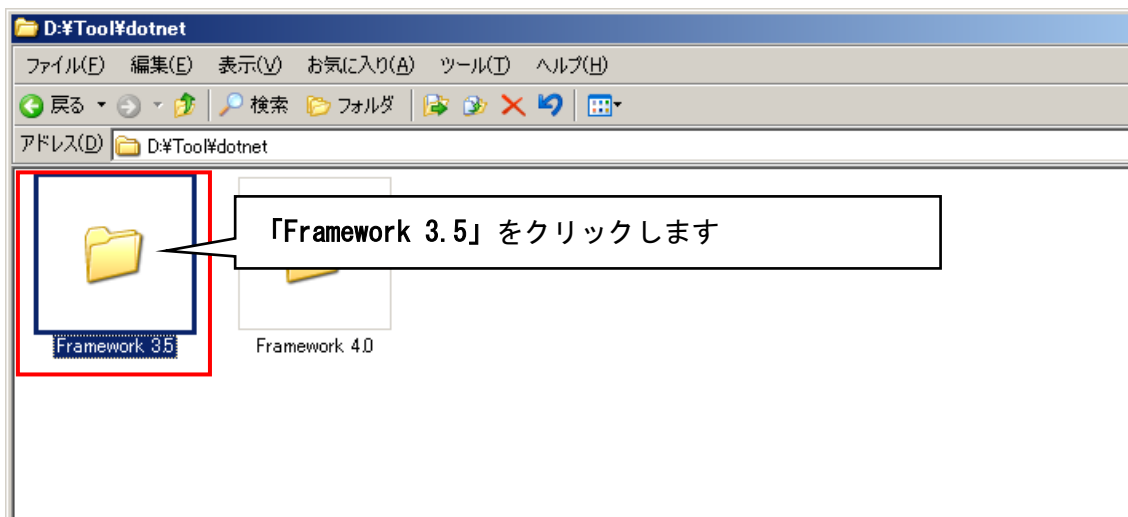 D:¥Tool¥dotnet
ファイル(F) 編集(E) 表示(V) お気に入り(A) ツール(T) ヘルプ(H)
戻る 検索 フォルダ
アドレス(D) D:¥Tool¥dotnet
「Framework 3.5」をクリックします
Framework 3.5 Framework 4.0